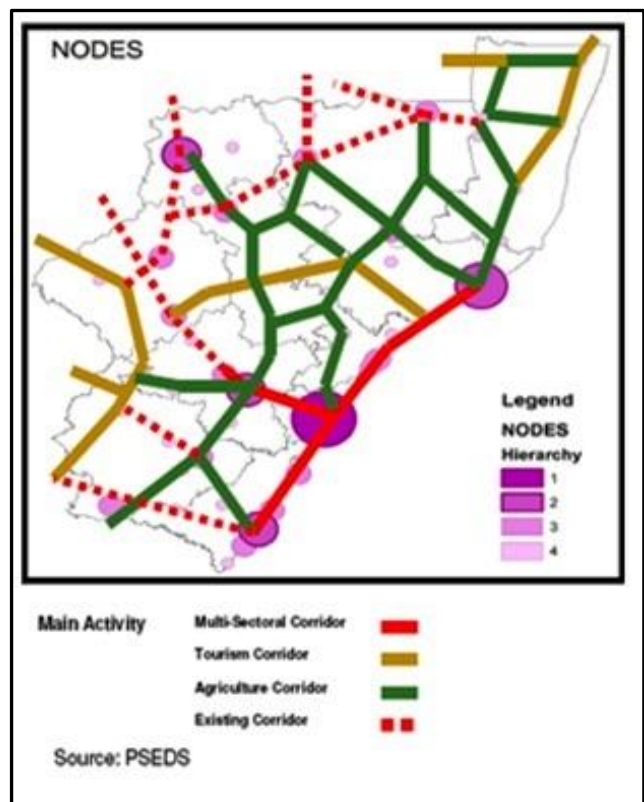 NODES
Legend
NODES
Hierarchy
1
2
3
4
Main Activity
Multi-Sectoral Corridor
Tourism Corridor
Agriculture Corridor
Existing Corridor
Source: PSEDS